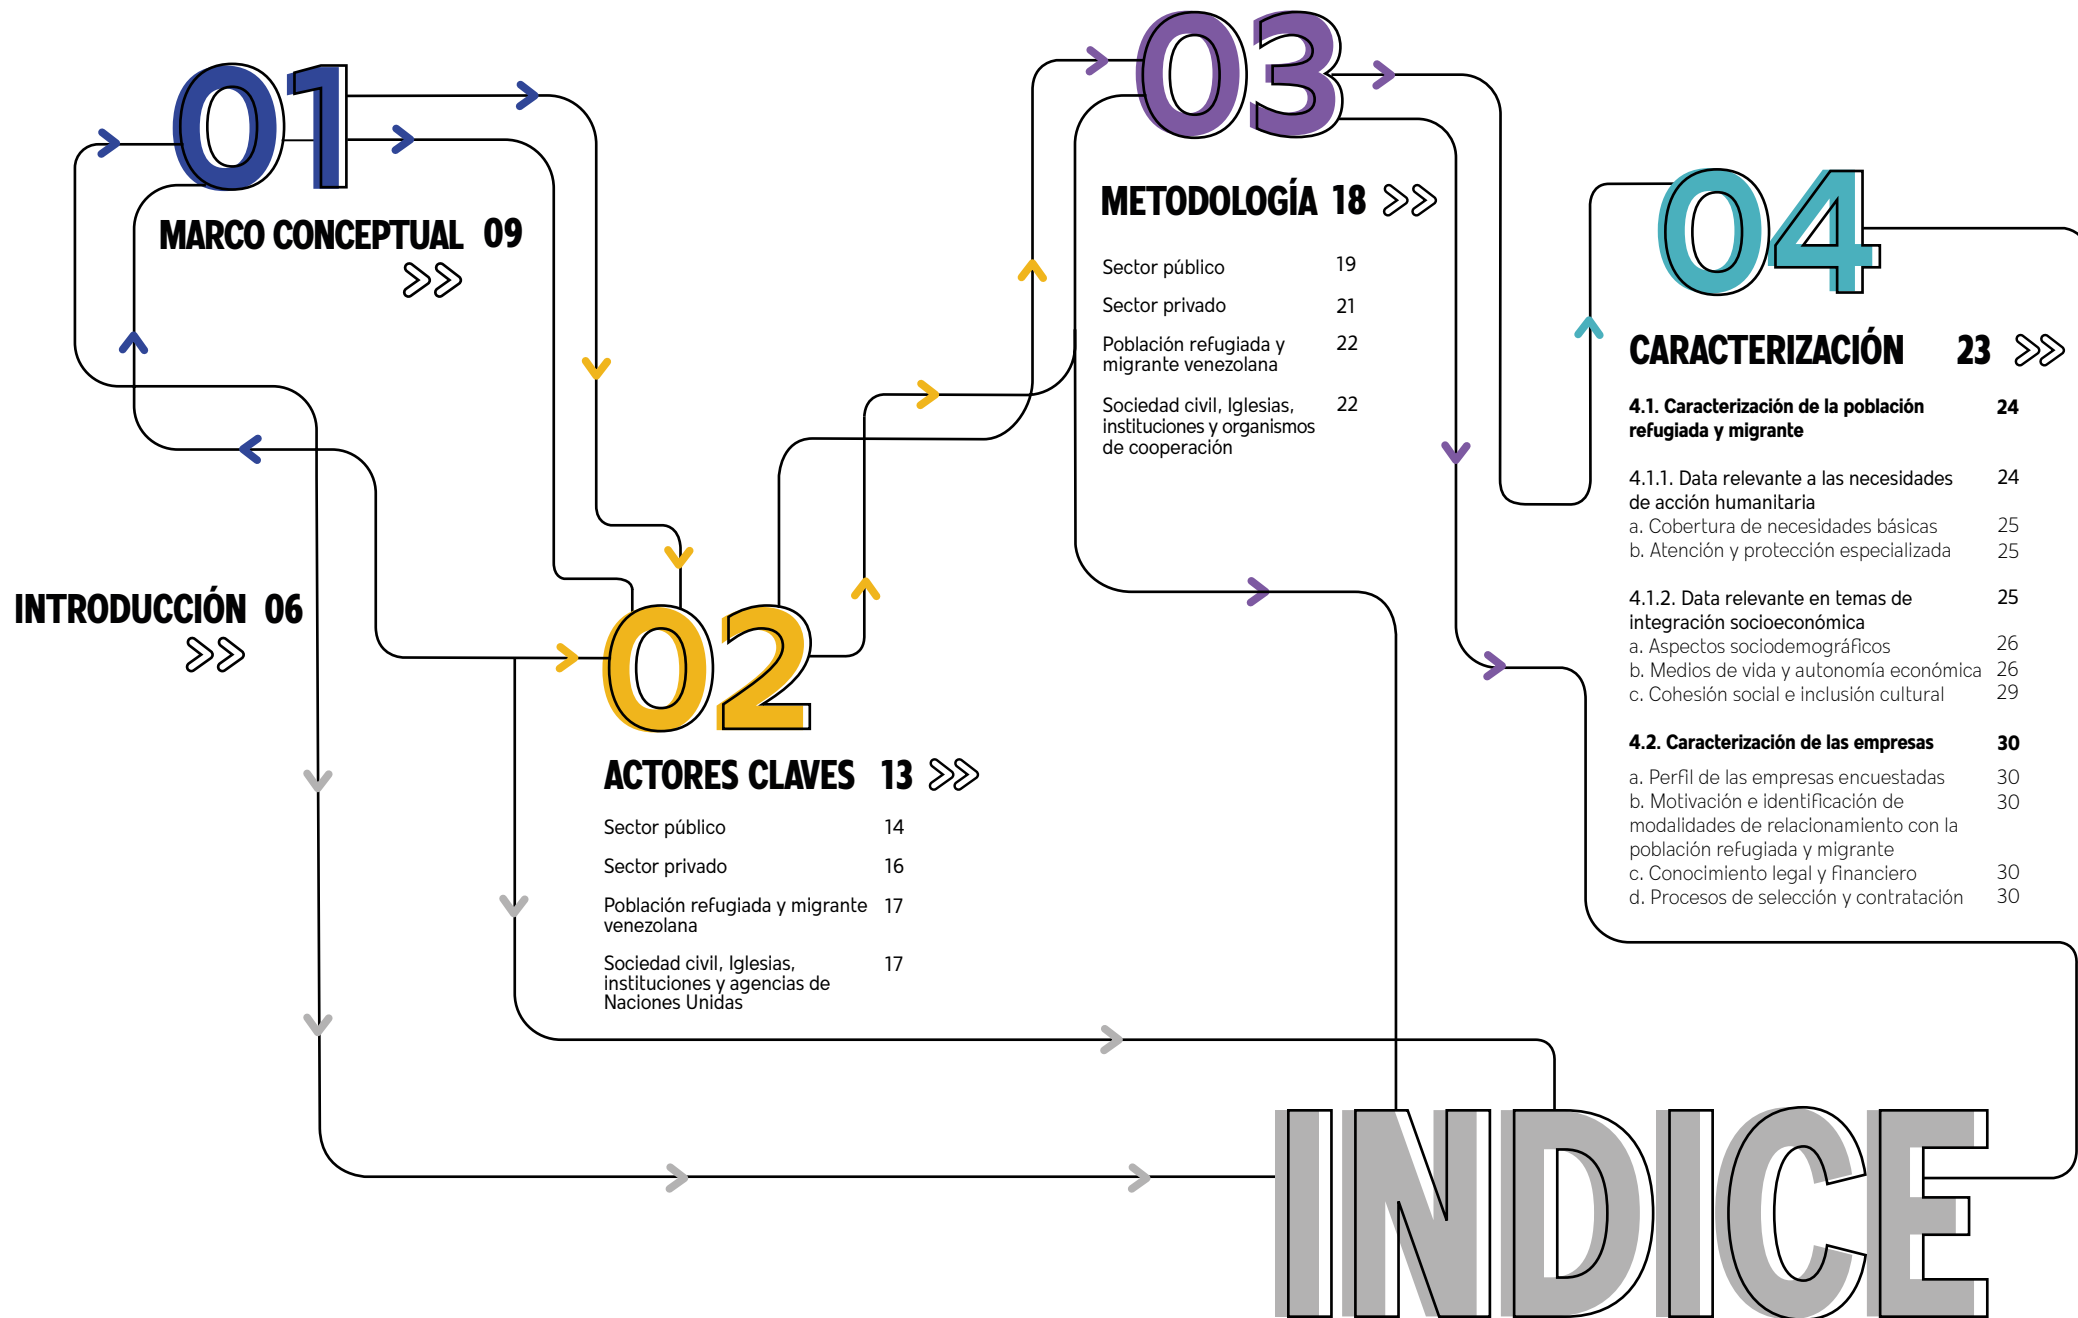 01
MARCO CONCEPTUAL 09
INTRODUCCIÓN 06
02
ACTORES CLAVES 13
Sector público 14
Sector privado 16
Población refugiada y migrante 17
venezolana
Sociedad civil, Iglesias, 17
instituciones y agencias de
Naciones Unidas
03
METODOLOGÍA 18
Sector público 19
Sector privado 21
Población refugiada y 22
migrante venezolana
Sociedad civil, Iglesias, 22
instituciones y organismos
de cooperación
04
CARACTERIZACIÓN 23
4.1. Caracterización de la población 24
refugiada y migrante
4.1.1. Data relevante a las necesidades 24
de acción humanitaria
a. Cobertura de necesidades básicas 25
b. Atención y protección especializada 25
4.1.2. Data relevante en temas de 25
integración socioeconómica
a. Aspectos sociodemográficos 26
b. Medios de vida y autonomía económica 26
c. Cohesión social e inclusión cultural 29
4.2. Caracterización de las empresas 30
a. Perfil de las empresas encuestadas 30
b. Motivación e identificación de 30
modalidades de relacionamiento con la
población refugiada y migrante
c. Conocimiento legal y financiero 30
d. Procesos de selección y contratación 30
INDICE